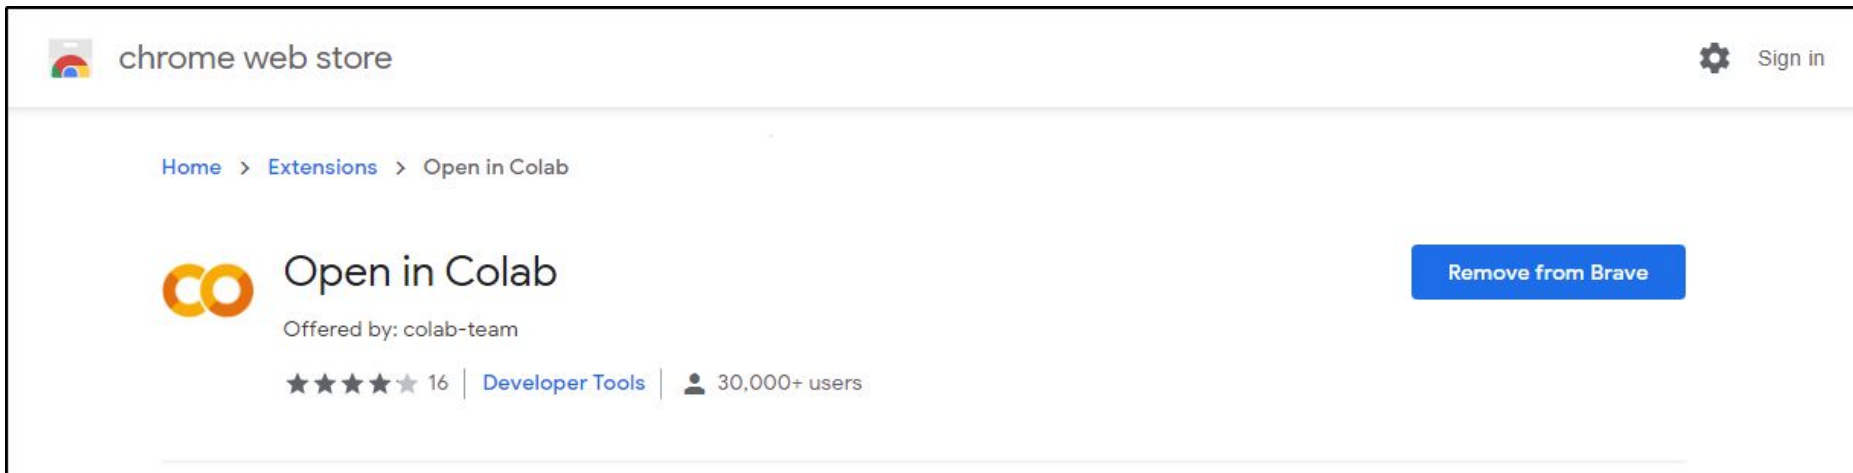 chrome web store
Sign in
Home > Extensions > Open in Colab
Open in Colab
Remove from Brave
Offered by: colab-team
16 | Developer Tools | 30,000+ users